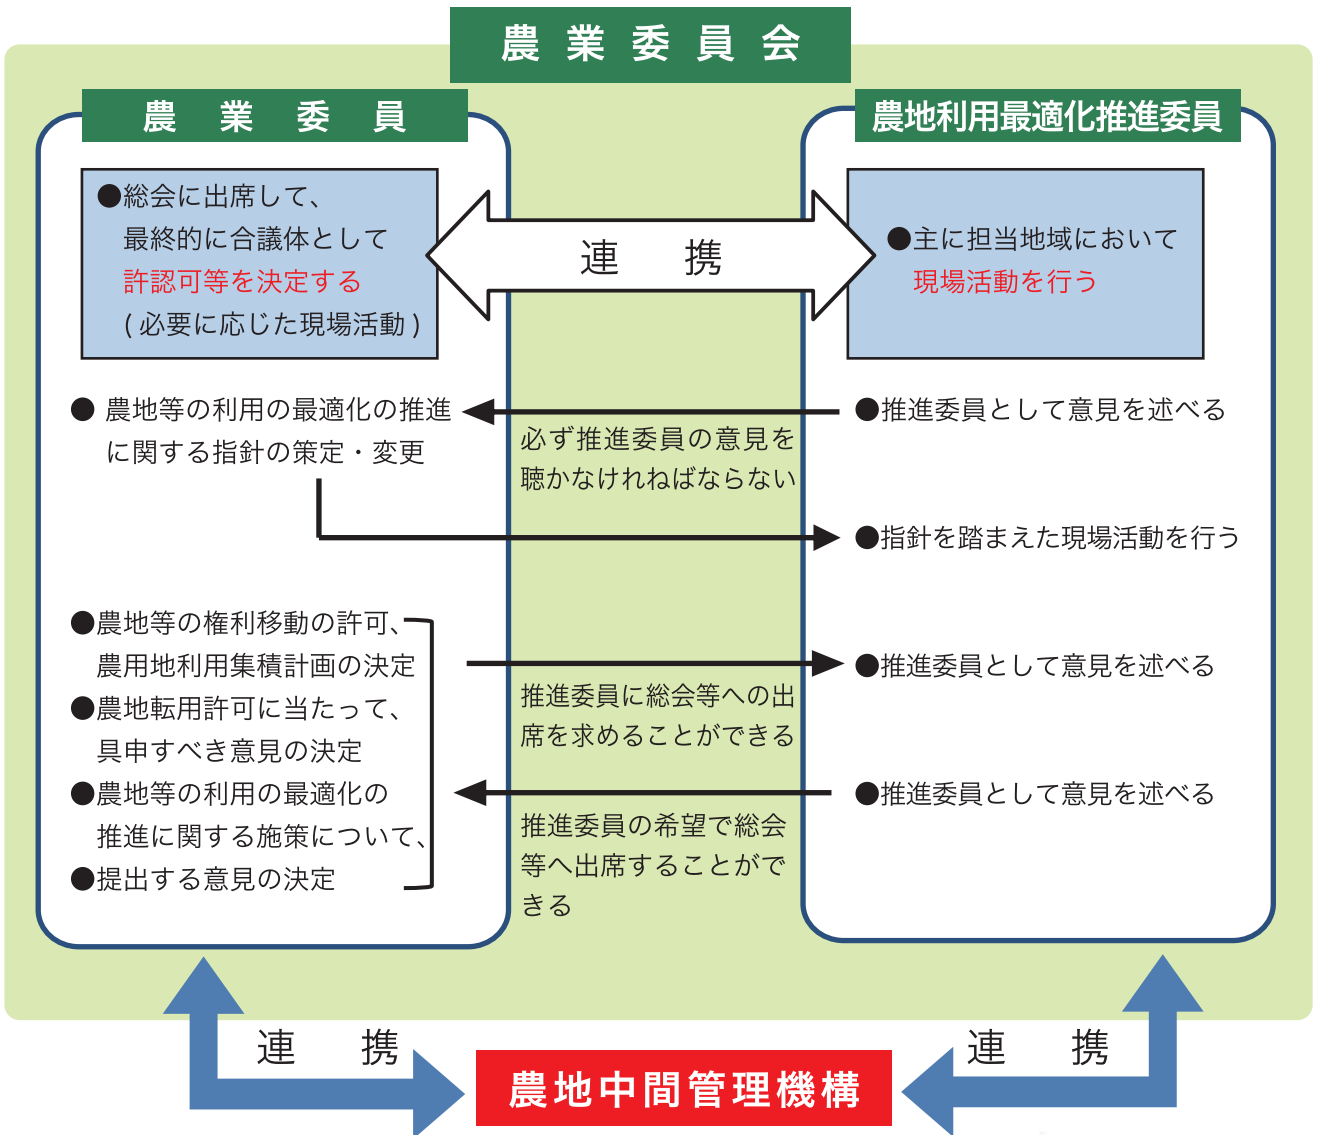 農業委員会
農業委員
●総会に出席して、
最終的に合議体として
許認可等を決定する
(必要に応じた現場活動)
連携
農地利用最適化推進委員
●主に担当地域において
現場活動を行う
● 農地等の利用の最適化の推進
に関する指針の策定・変更
必ず推進委員の意見を
聴かなけれねばならない
●推進委員として意見を述べる
●指針を踏まえた現場活動を行う
●農地等の権利移動の許可、
農用地利用集積計画の決定
●農地転用許可に当たって、
具申すべき意見の決定
●農地等の利用の最適化の
推進に関する施策について、
●提出する意見の決定
推進委員に総会等への出
席を求めることができる
●推進委員として意見を述べる
推進委員の希望で総会
等へ出席することがで
きる
●推進委員として意見を述べる
連携
連携
農地中間管理機構